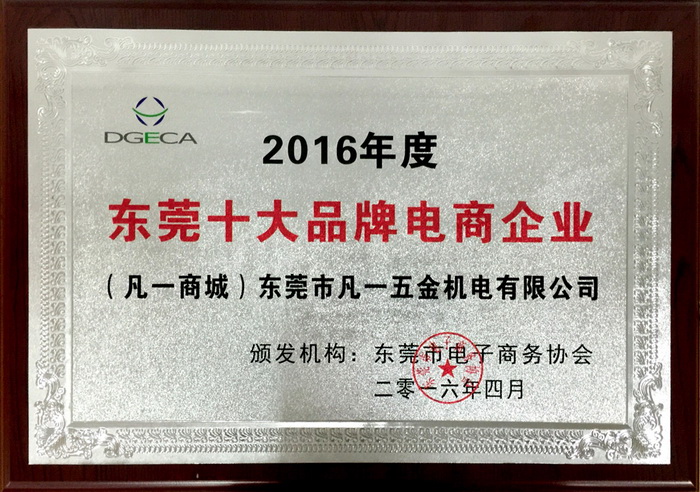 DGECA
2016年度
东莞十大品牌电商企业
（凡一商城）东莞市凡一五金机电有限公司
颁发机构：东莞市电子商务协会
二零一六年四月